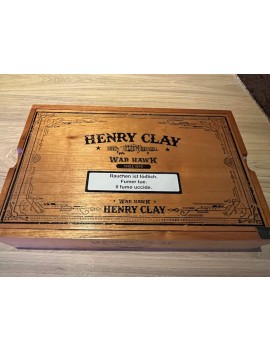 HENRY CLAY
WAR HAWK
Rauchen ist tödlich.
Fumer tue.
Il fumo uccide.
WAR HAWK
HENRY CLAY